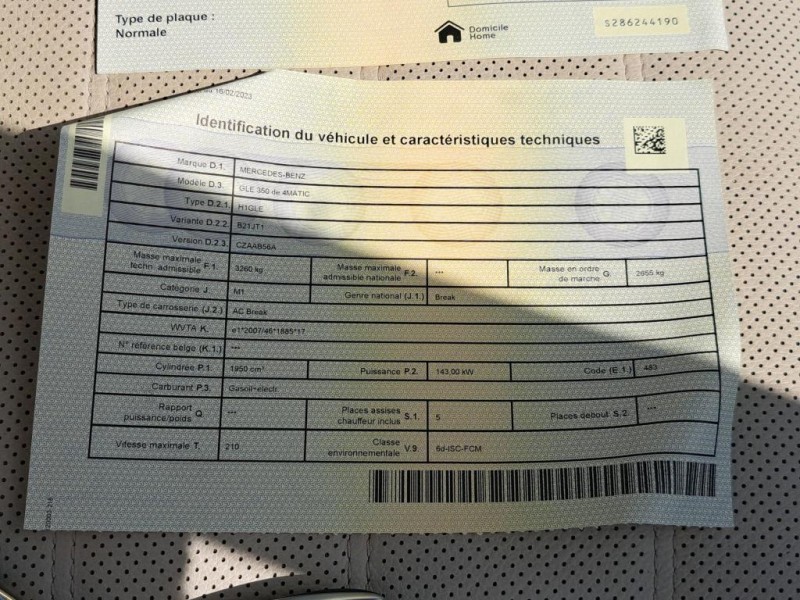 Type de plaque :
Normale
Domicile
Home
S286244190
16/02/2023
Identification du véhicule et caractéristiques techniques
Marque D.1. MERCEDES-BENZ
Modèle D.3. GLE 350 de 4MATIC
Type D.2.1. H1GLE
Variante D.2.2. B21JT1
Version D.2.3. CZAAB56A
Masse maximale techn. admissible F.1. 3260 kg Masse maximale admissible nationale F.2. --- Masse en ordre de marche G. 2655 kg
Catégorie J. M1 Genre national (J.1.) Break
Type de carrosserie (J.2.) AC Break
WVTA K. e1*2007/46*1885*17
N° référence belge (K.1.) ---
Cylindrée P.1. 1950 cm³ Puissance P.2. 143,00 kW Code (E.1.) 483
Carburant P.3. Gasoil+electr.
Rapport puissance/poids Q --- Places assises chauffeur inclus S.1. 5 Places debout S.2. ---
Vitesse maximale T. 210 Classe environnementale V.9. 6d-ISC-FCM